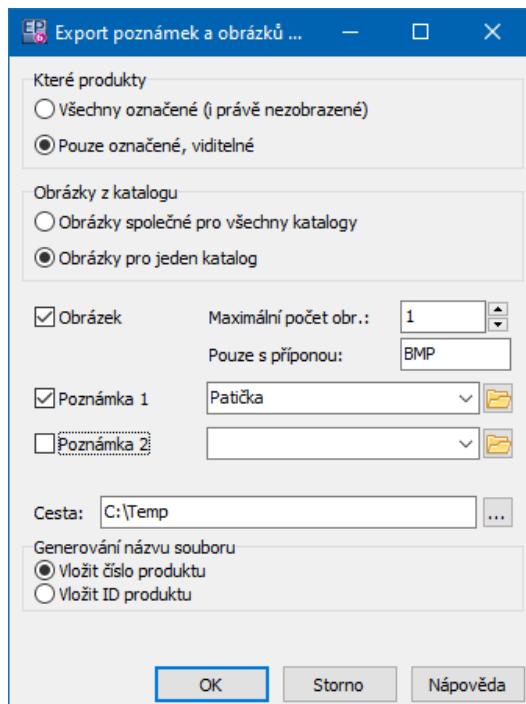 Export poznámek a obrázků ...
Které produkty
Všechny označené (i právě nezobrazené)
Pouze označené, viditelné
Obrázky z katalogu
Obrázky společné pro všechny katalogy
Obrázky pro jeden katalog
Obrázek Maximální počet obr.: 1
Pouze s příponou: BMP
Poznámka 1 Patička
Poznámka 2
Cesta: C:\Temp ...
Generování názvu souboru
Vložit číslo produktu
Vložit ID produktu
OK Storno Nápověda